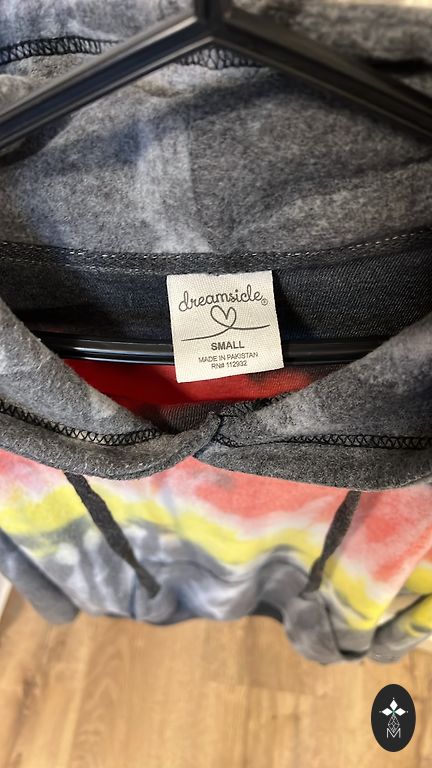 dreamsicle®
SMALL
MADE IN PAKISTAN
RN# 112932
M